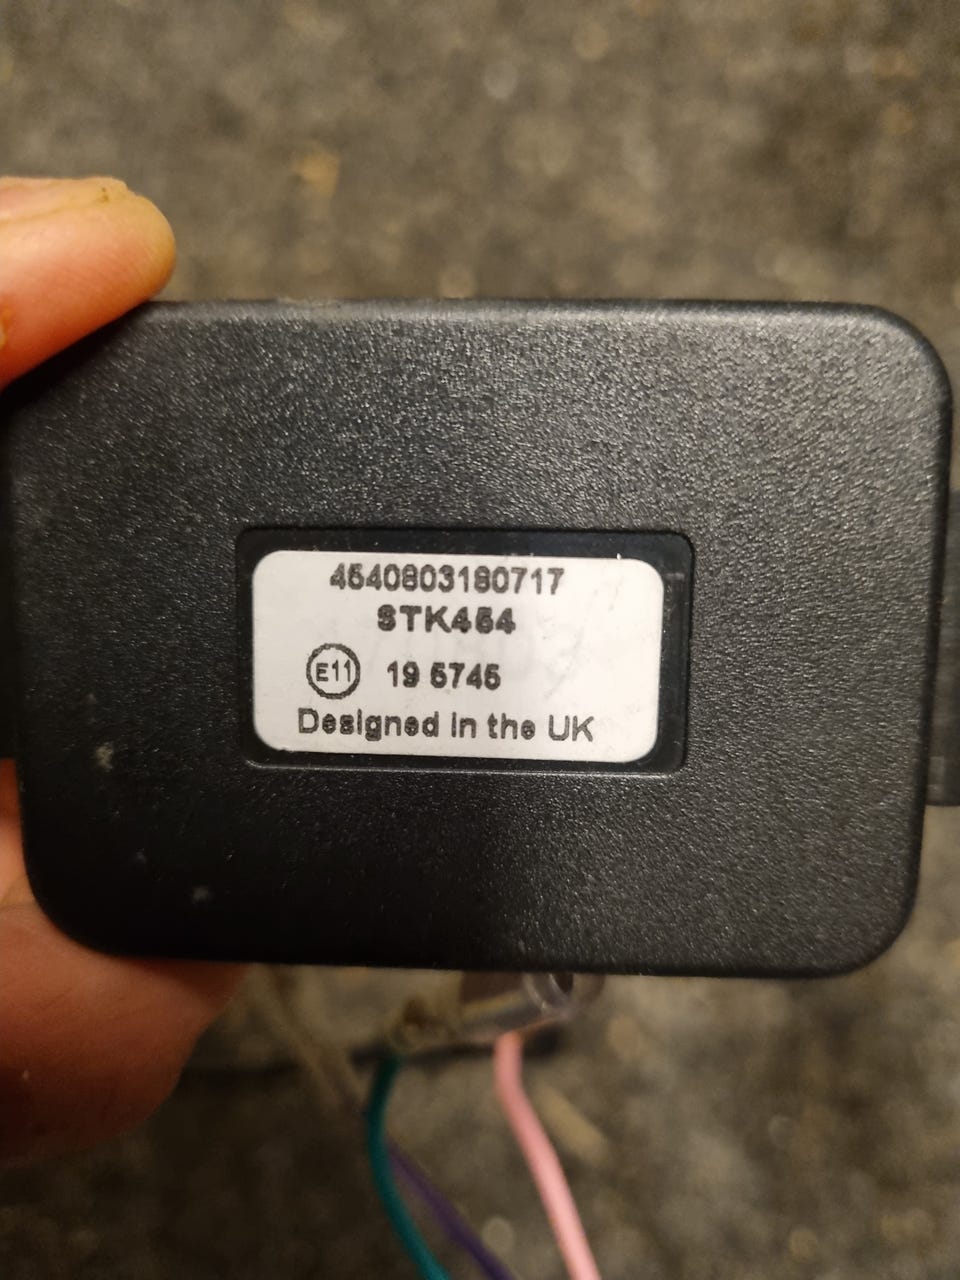 4540803180717
STK454
E11 19 5745
Designed in the UK